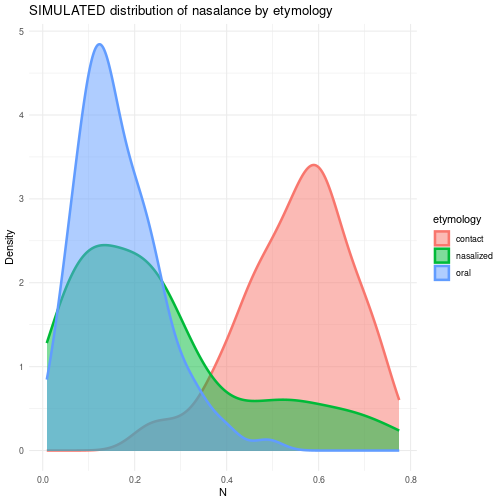 SIMULATED distribution of nasalance by etymology
5
4
3
2
1
0
Density
0.0 0.2 0.4 0.6 0.8
N
etymology
contact
nasalized
oral